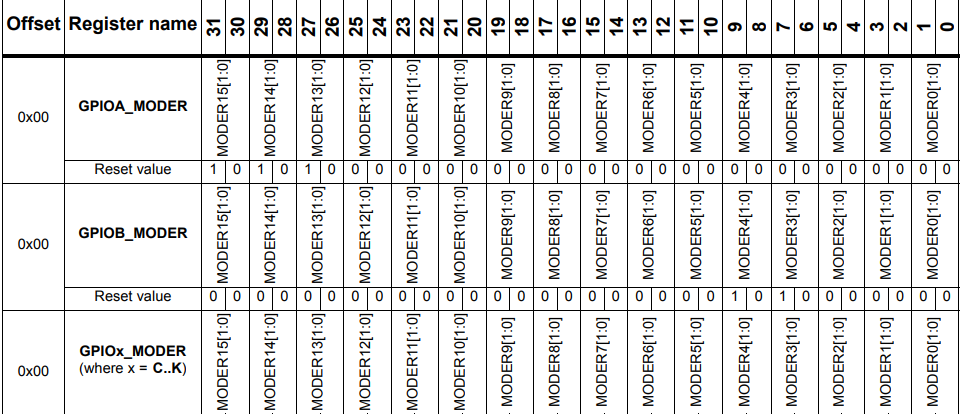 Offset Register name 31 30 29 28 27 26 25 24 23 22 21 20 19 18 17 16 15 14 13 12 11 10 9 8 7 6 5 4 3 2 1 0
0x00 GPIOA_MODER MODER15[1:0] MODER14[1:0] MODER13[1:0] MODER12[1:0] MODER11[1:0] MODER10[1:0] MODER9[1:0] MODER8[1:0] MODER7[1:0] MODER6[1:0] MODER5[1:0] MODER4[1:0] MODER3[1:0] MODER2[1:0] MODER1[1:0] MODER0[1:0]
Reset value 1 0 1 0 1 0 0 0 0 0 0 0 0 0 0 0 0 0 0 0 0 0 0 0 0 0 0 0 0 0 0 0
0x00 GPIOB_MODER MODER15[1:0] MODER14[1:0] MODER13[1:0] MODER12[1:0] MODER11[1:0] MODER10[1:0] MODER9[1:0] MODER8[1:0] MODER7[1:0] MODER6[1:0] MODER5[1:0] MODER4[1:0] MODER3[1:0] MODER2[1:0] MODER1[1:0] MODER0[1:0]
Reset value 0 0 0 0 0 0 0 0 0 0 0 0 0 0 0 0 0 0 0 0 0 0 1 0 1 0 0 0 0 0 0 0
0x00 GPIOx_MODER MODER15[1:0] MODER14[1:0] MODER13[1:0] MODER12[1:0] MODER11[1:0] MODER10[1:0] MODER9[1:0] MODER8[1:0] MODER7[1:0] MODER6[1:0] MODER5[1:0] MODER4[1:0] MODER3[1:0] MODER2[1:0] MODER1[1:0] MODER0[1:0]
(where x = C..K)